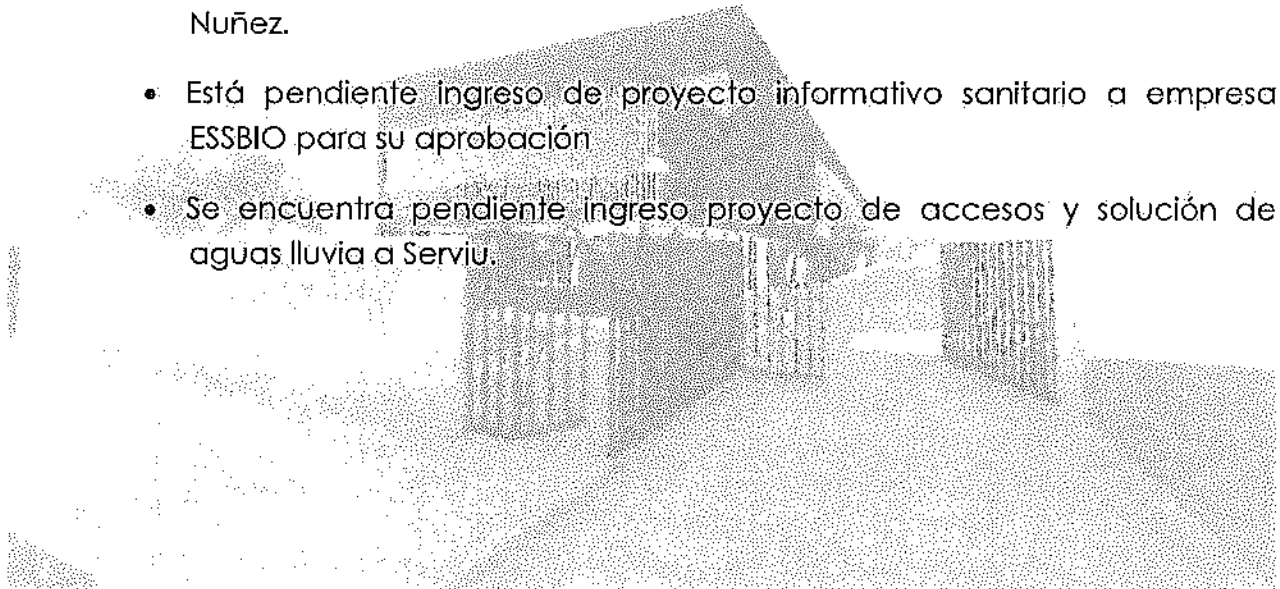 Nuñez.
• Está pendiente ingreso de proyecto informativo sanitario a empresa
ESSBIO para su aprobación
• Se encuentra pendiente ingreso proyecto de accesos y solución de
aguas lluvia a Serviu.